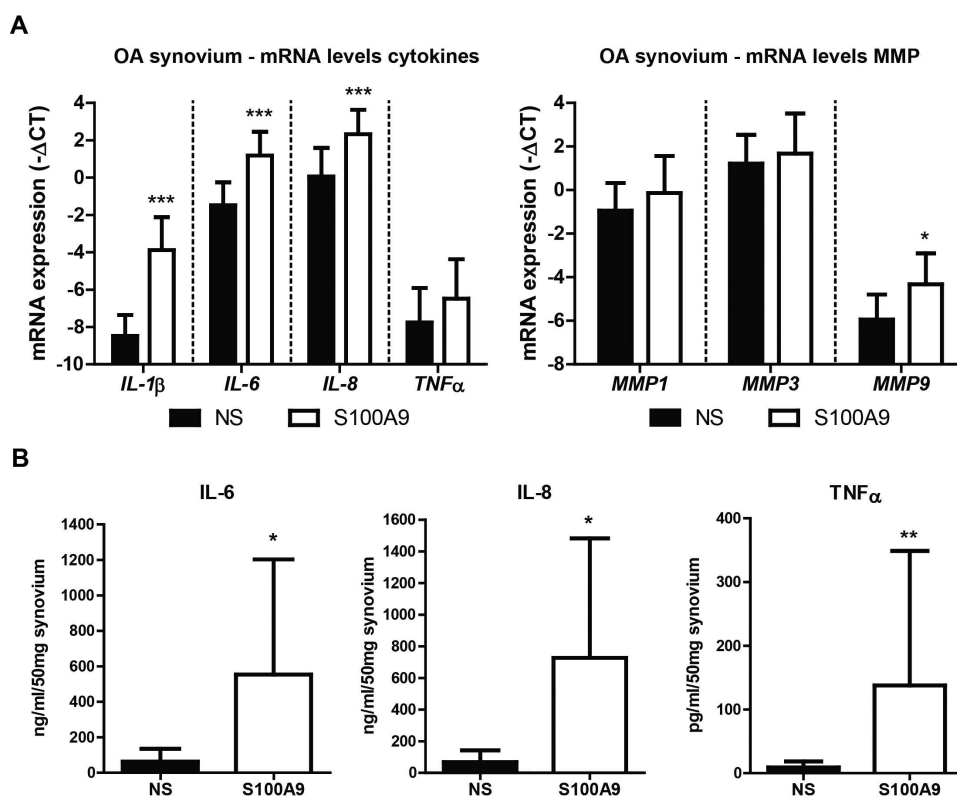 A
OA synovium - mRNA levels cytokines
mRNA expression (-ΔCT)
4
2
0
-2
-4
-6
-8
-10
***
***
***
IL-1β IL-6 IL-8 TNFα
NS S100A9
OA synovium - mRNA levels MMP
mRNA expression (-ΔCT)
4
2
0
-2
-4
-6
-8
*
MMP1 MMP3 MMP9
NS S100A9
B
IL-6
ng/ml/50mg synovium
1400
1200
1000
800
600
400
200
0
*
NS S100A9
IL-8
ng/ml/50mg synovium
1600
1400
1200
1000
800
600
400
200
0
*
NS S100A9
TNFα
pg/ml/50mg synovium
400
300
200
100
0
**
NS S100A9